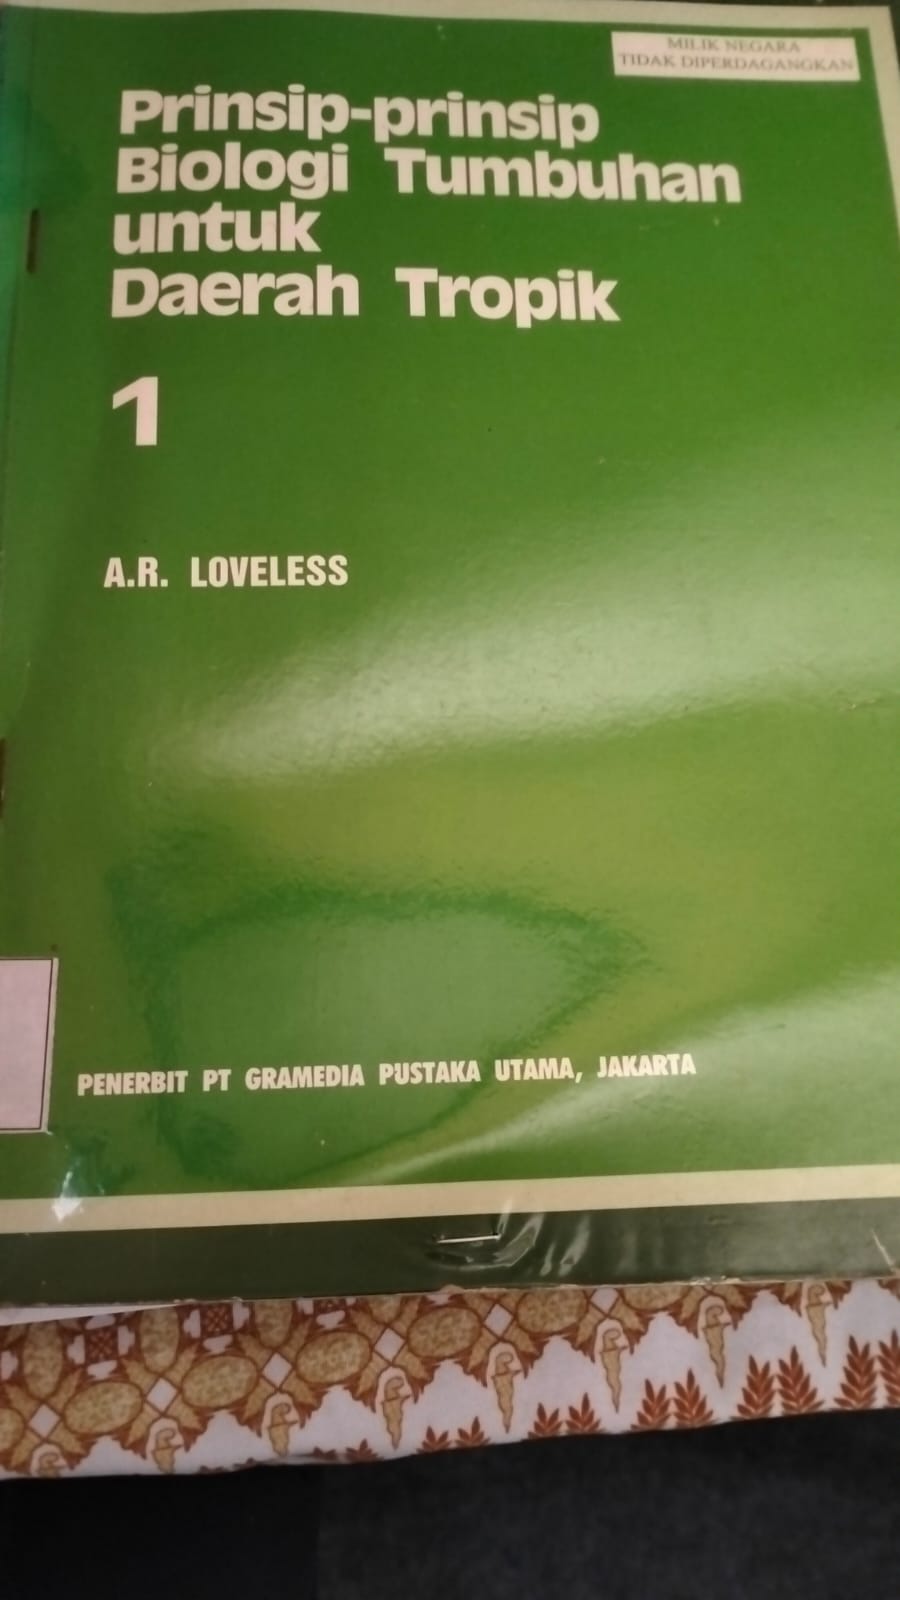 MILIK NEGARA
TIDAK DIPERDAGANGKAN
Prinsip-prinsip
Biologi Tumbuhan
untuk
Daerah Tropik
1
A.R. LOVELESS
PENERBIT PT GRAMEDIA PUSTAKA UTAMA, JAKARTA